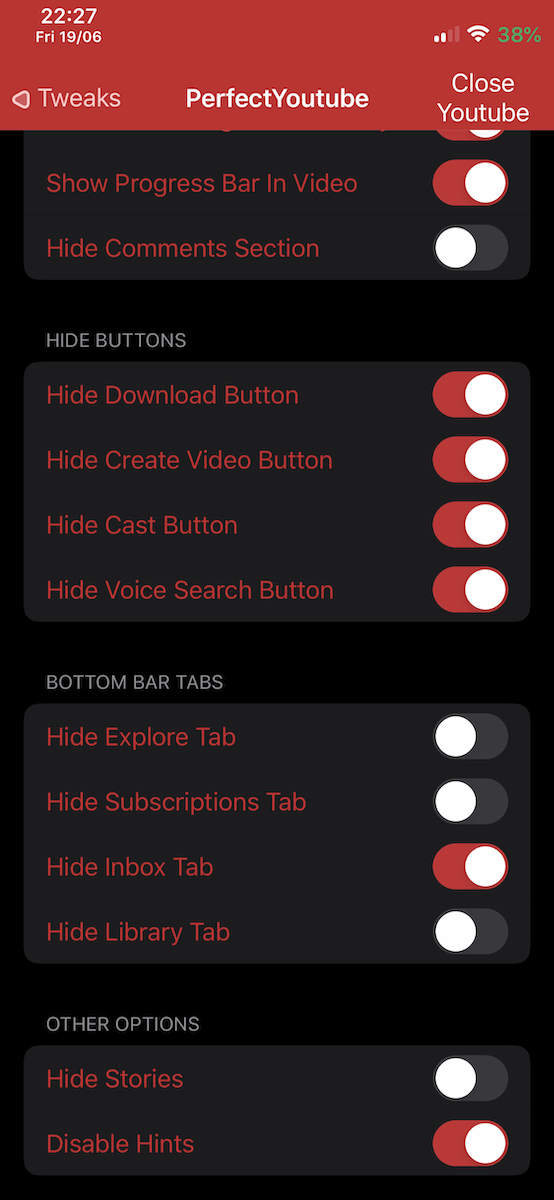 22:27
Fri 19/06
38%
Tweaks
PerfectYoutube
Close
Youtube
Show Progress Bar In Video
Hide Comments Section
HIDE BUTTONS
Hide Download Button
Hide Create Video Button
Hide Cast Button
Hide Voice Search Button
BOTTOM BAR TABS
Hide Explore Tab
Hide Subscriptions Tab
Hide Inbox Tab
Hide Library Tab
OTHER OPTIONS
Hide Stories
Disable Hints